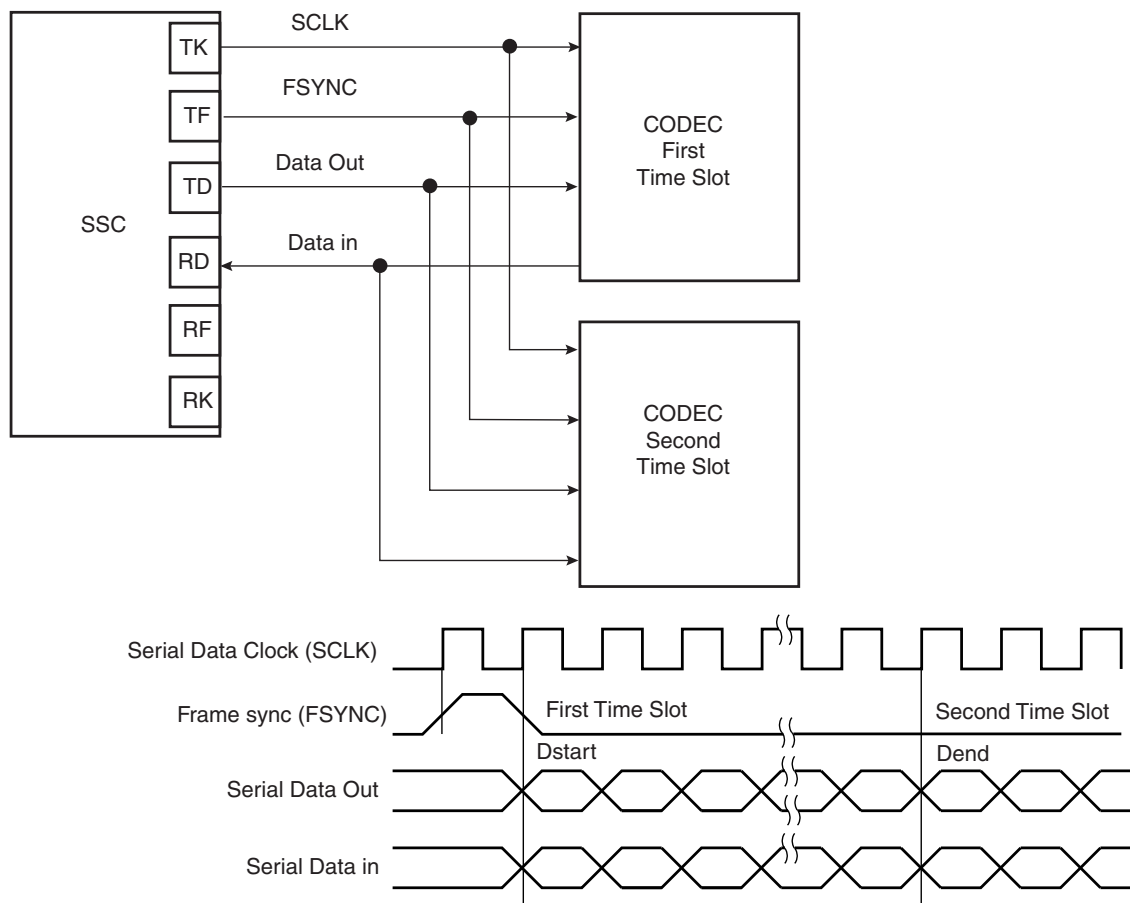 SSC
TK
TF
TD
RD
RF
RK
SCLK
FSYNC
Data Out
Data in
CODEC
First
Time Slot
CODEC
Second
Time Slot
Serial Data Clock (SCLK)
Frame sync (FSYNC)
First Time Slot
Second Time Slot
Dstart
Dend
Serial Data Out
Serial Data in